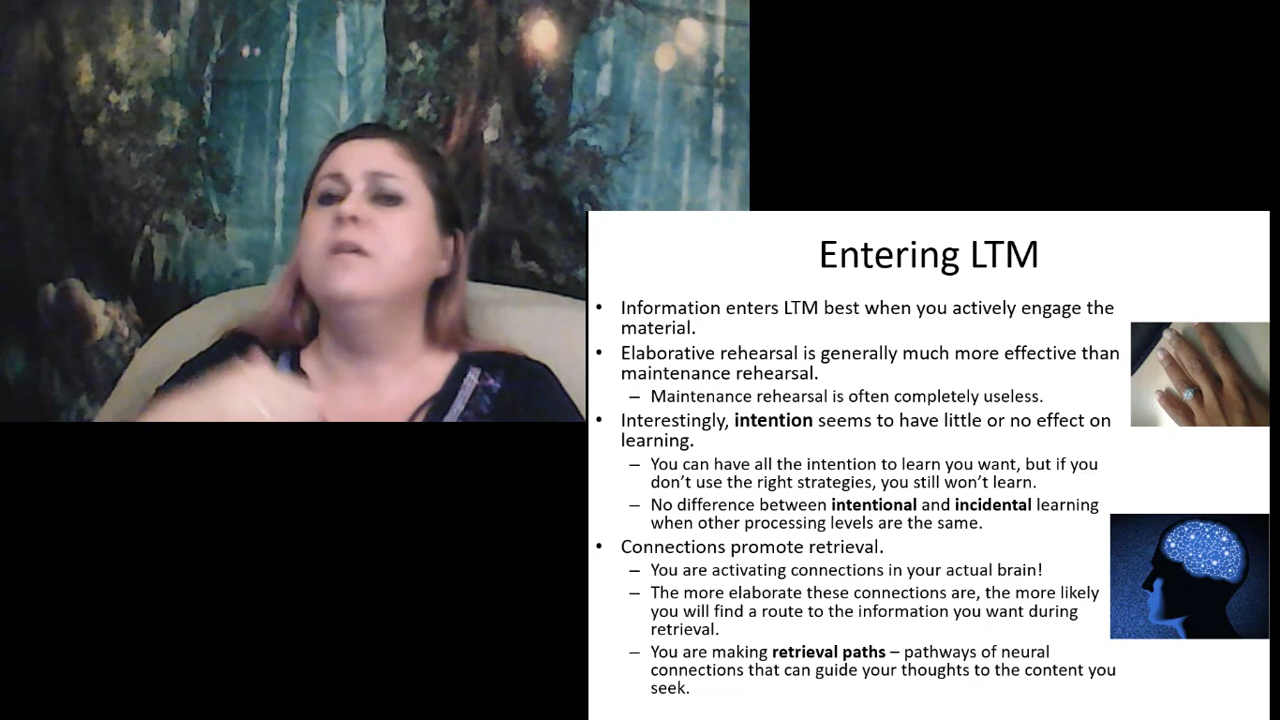 Entering LTM
• Information enters LTM best when you actively engage the
material.
• Elaborative rehearsal is generally much more effective than
maintenance rehearsal.
– Maintenance rehearsal is often completely useless.
• Interestingly, intention seems to have little or no effect on
learning.
– You can have all the intention to learn you want, but if you
don’t use the right strategies, you still won’t learn.
– No difference between intentional and incidental learning
when other processing levels are the same.
• Connections promote retrieval.
– You are activating connections in your actual brain!
– The more elaborate these connections are, the more likely
you will find a route to the information you want during
retrieval.
– You are making retrieval paths – pathways of neural
connections that can guide your thoughts to the content you
seek.